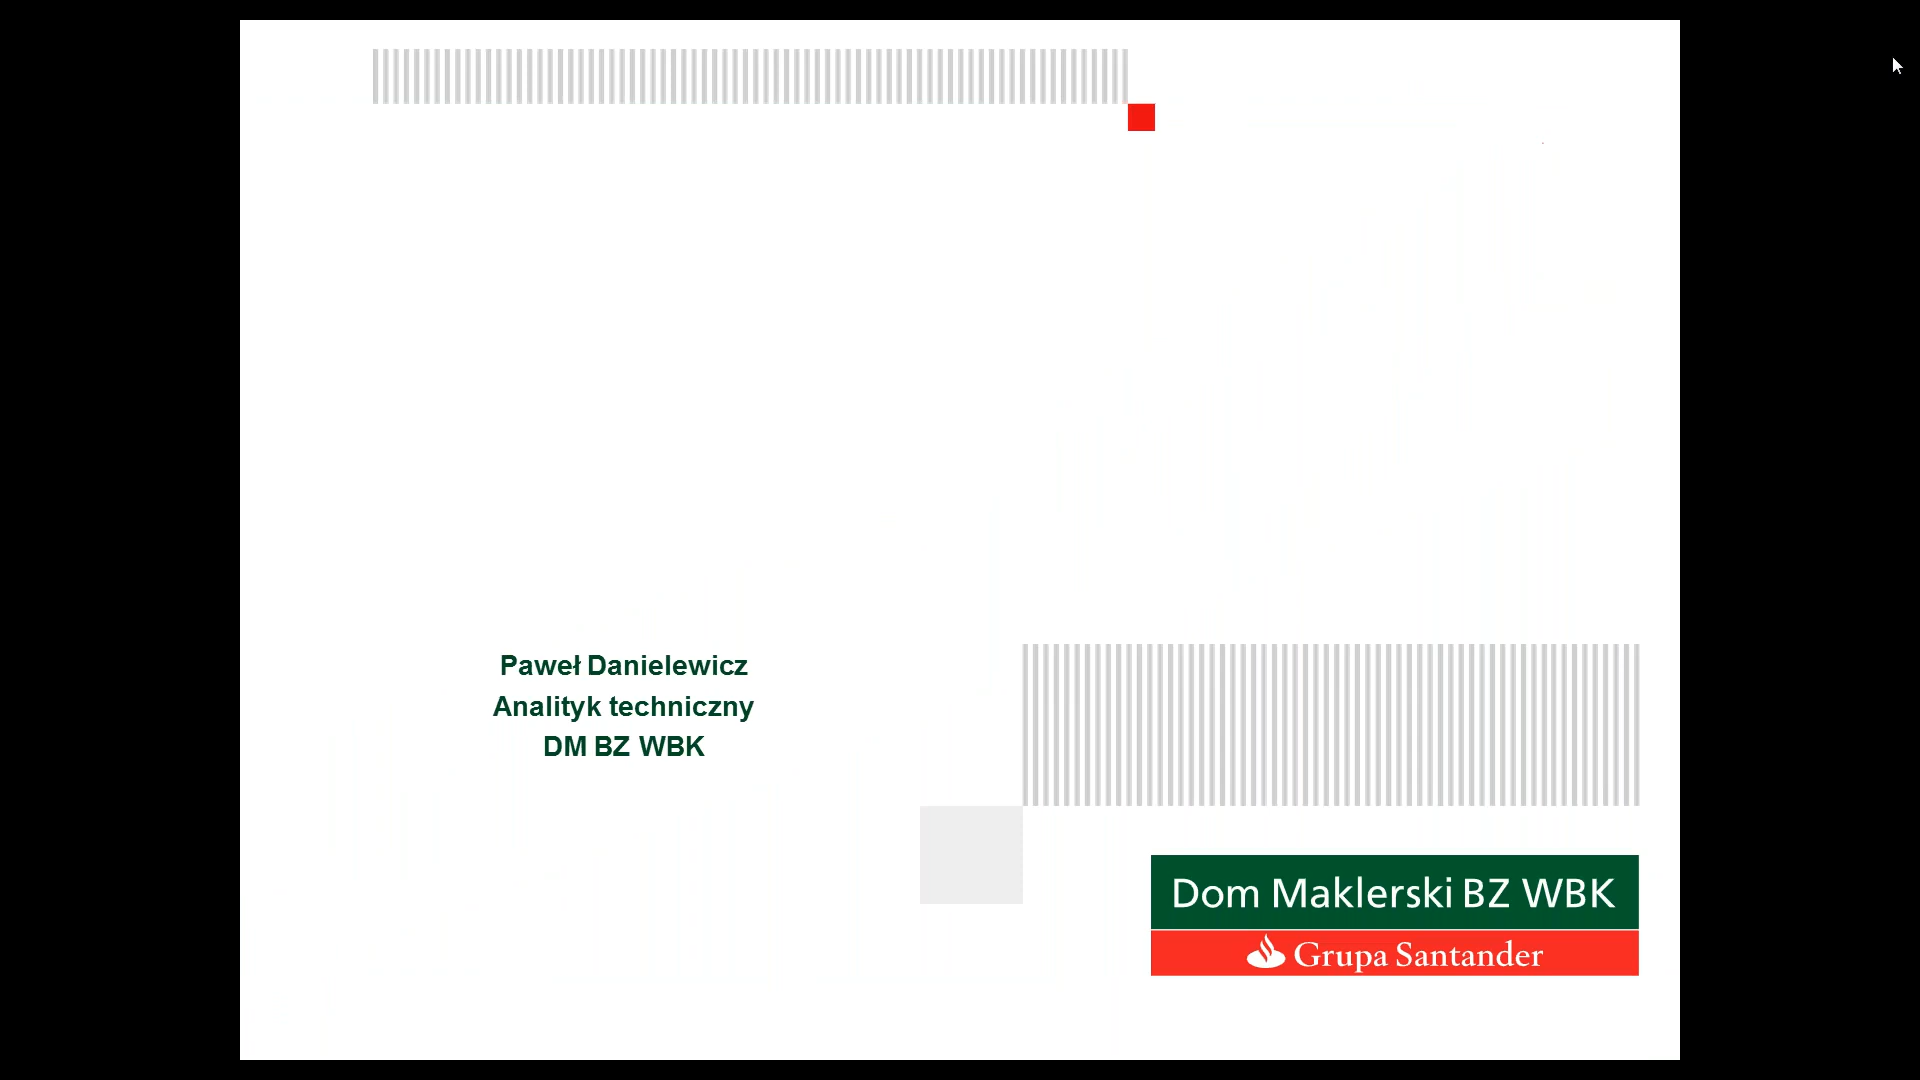 Paweł Danielewicz
Analityk techniczny
DM BZ WBK
Dom Maklerski BZ WBK
Grupa Santander